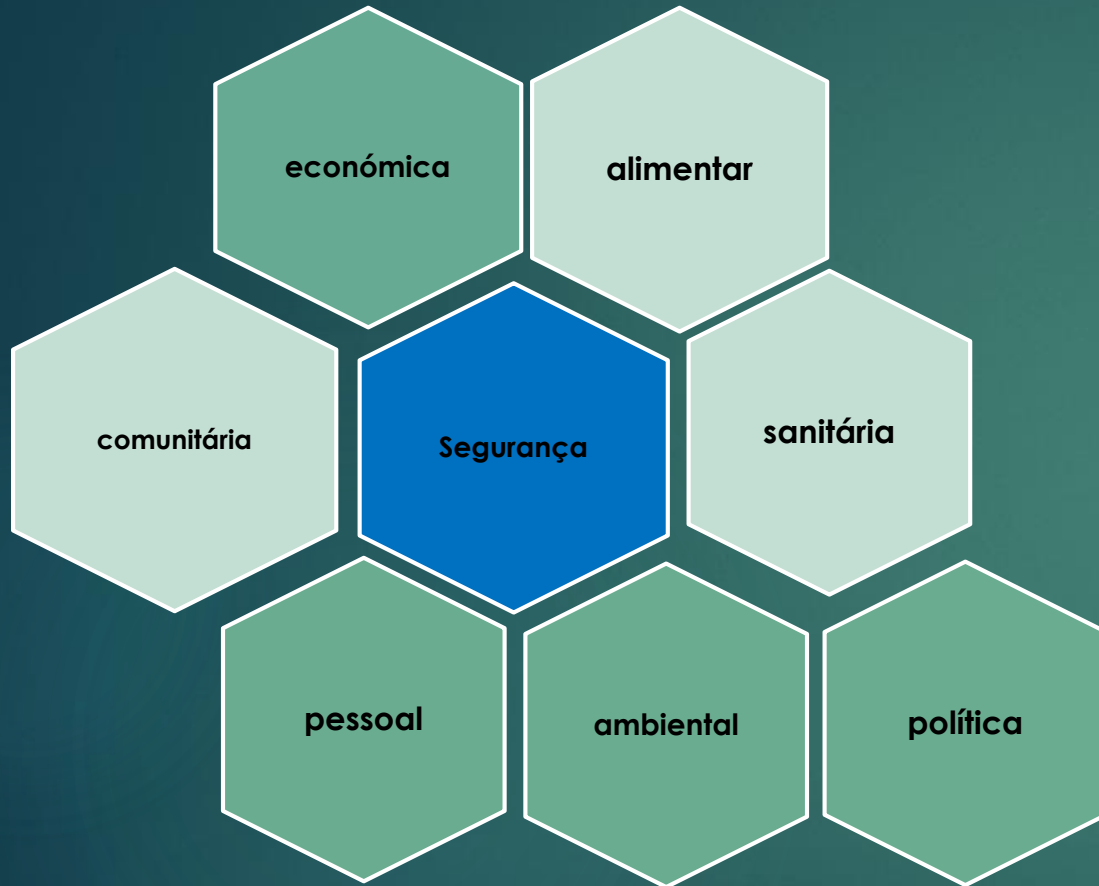 económica
alimentar
comunitária
Segurança
sanitária
pessoal
ambiental
política